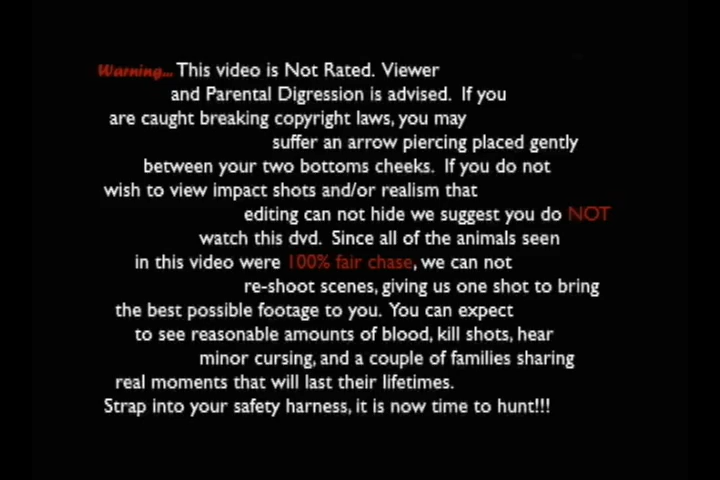 Warning... This video is Not Rated. Viewer
and Parental Digression is advised. If you
are caught breaking copyright laws, you may
suffer an arrow piercing placed gently
between your two bottoms cheeks. If you do not
wish to view impact shots and/or realism that
editing can not hide we suggest you do NOT
watch this dvd. Since all of the animals seen
in this video were 100% fair chase, we can not
re-shoot scenes, giving us one shot to bring
the best possible footage to you. You can expect
to see reasonable amounts of blood, kill shots, hear
minor cursing, and a couple of families sharing
real moments that will last their lifetimes.
Strap into your safety harness, it is now time to hunt!!!